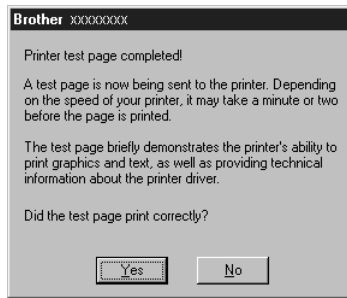 Brother XXXXXXXX
Printer test page completed!
A test page is now being sent to the printer. Depending
on the speed of your printer, it may take a minute or two
before the page is printed.
The test page briefly demonstrates the printer's ability to
print graphics and text, as well as providing technical
information about the printer driver.
Did the test page print correctly?
Yes No